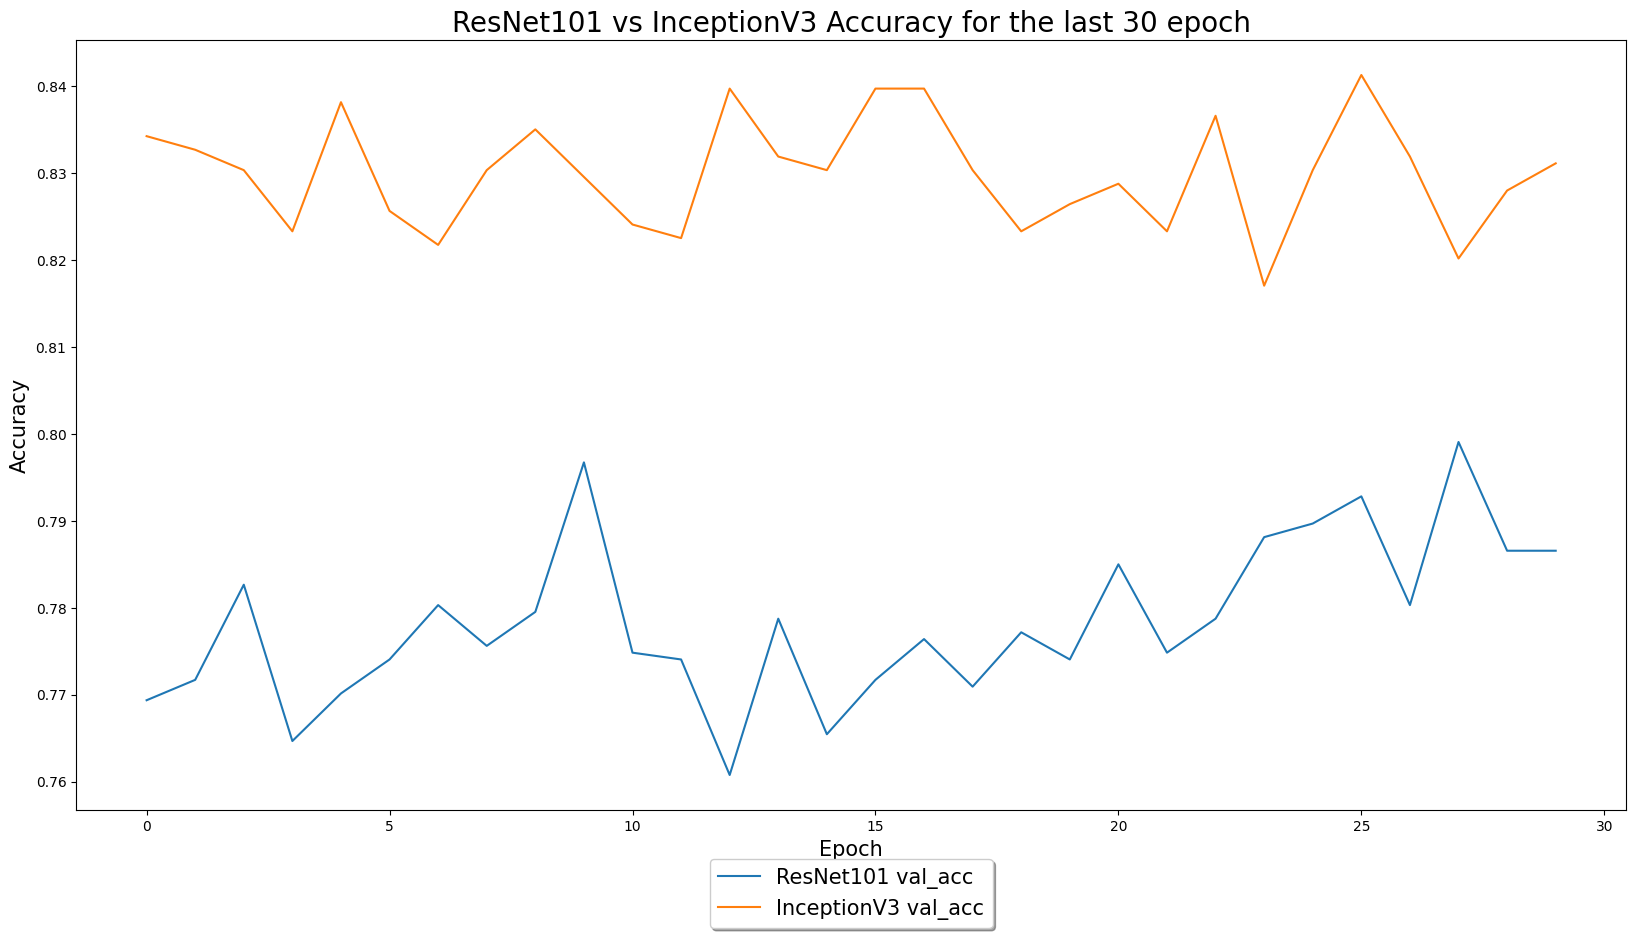 ResNet101 vs InceptionV3 Accuracy for the last 30 epoch
0.84
0.83
0.82
0.81
0.80
0.79
0.78
0.77
0.76
Accuracy
0 5 10 15 20 25 30
Epoch
ResNet101 val_acc
InceptionV3 val_acc